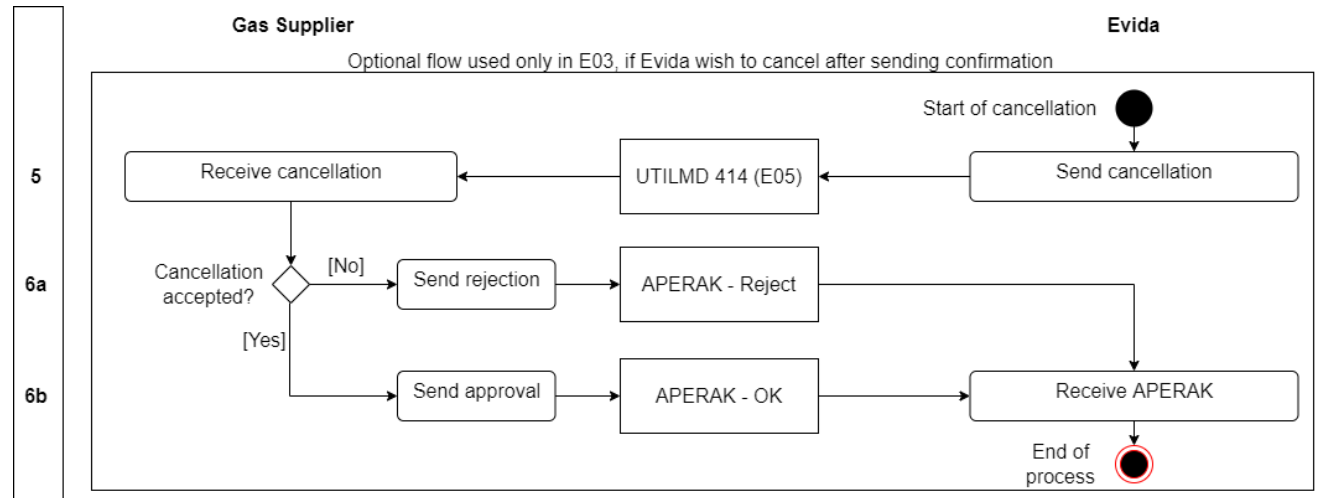 Gas Supplier
Evida
Optional flow used only in E03, if Evida wish to cancel after sending confirmation
Start of cancellation
5
Receive cancellation
UTILMD 414 (E05)
Send cancellation
6a
Cancellation
accepted?
[No]
Send rejection
APERAK - Reject
[Yes]
6b
Send approval
APERAK - OK
Receive APERAK
End of
process